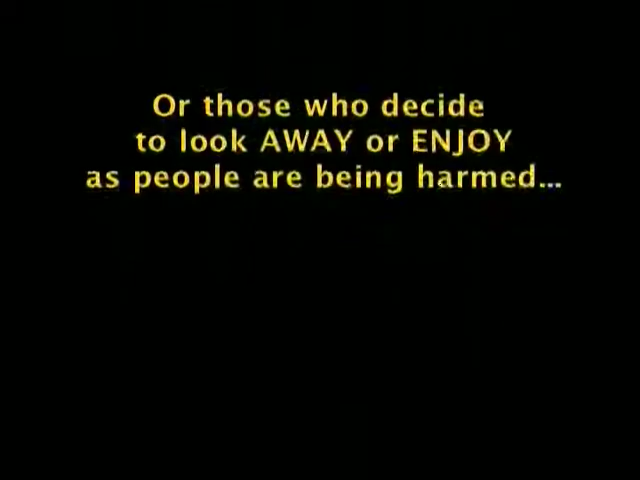 Or those who decide
to look AWAY or ENJOY
as people are being harmed...